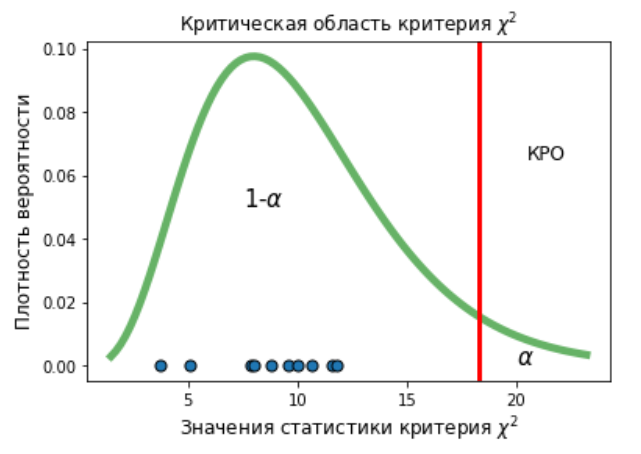 Критическая область критерия χ²
Плотность вероятности
0.10
0.08
0.06
0.04
0.02
0.00
КРО
1-α
α
5
10
15
20
Значения статистики критерия χ²